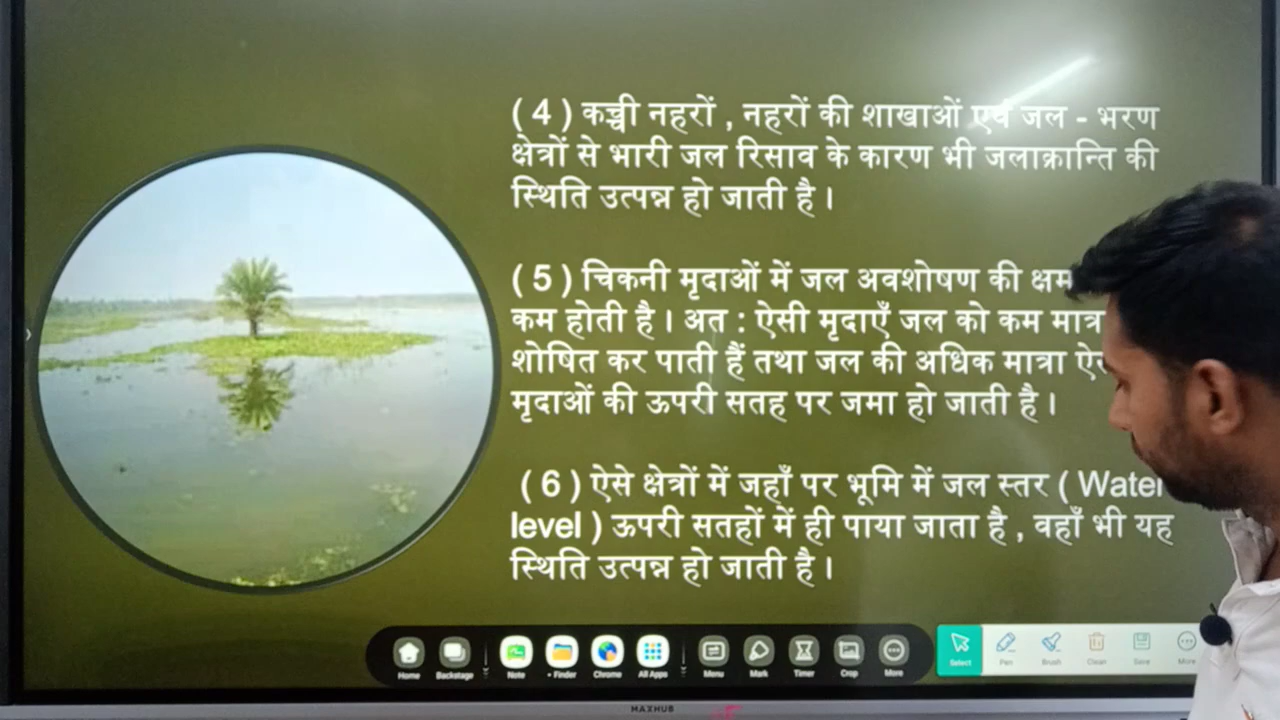 ( 4 ) कच्ची नहरों , नहरों की शाखाओं एवं जल - भरण
क्षेत्रों से भारी जल रिसाव के कारण भी जलाक्रान्ति की
स्थिति उत्पन्न हो जाती है ।
( 5 ) चिकनी मृदाओं में जल अवशोषण की
कम होती है । अत : ऐसी मृदाएँ जल को कम
शोषित कर पाती हैं तथा जल की अधिक मात्रा
मृदाओं की ऊपरी सतह पर जमा हो जाती है ।
( 6 ) ऐसे क्षेत्रों में जहाँ पर भूमि में जल स्तर ( Water
level ) ऊपरी सतहों में ही पाया जाता है , वहाँ भी यह
स्थिति उत्पन्न हो जाती है ।
Home Backstage Note • Finder Chrome All Apps Menu Mark Timer Crop More Select Pen Brush Clean Save More
MAXHUB